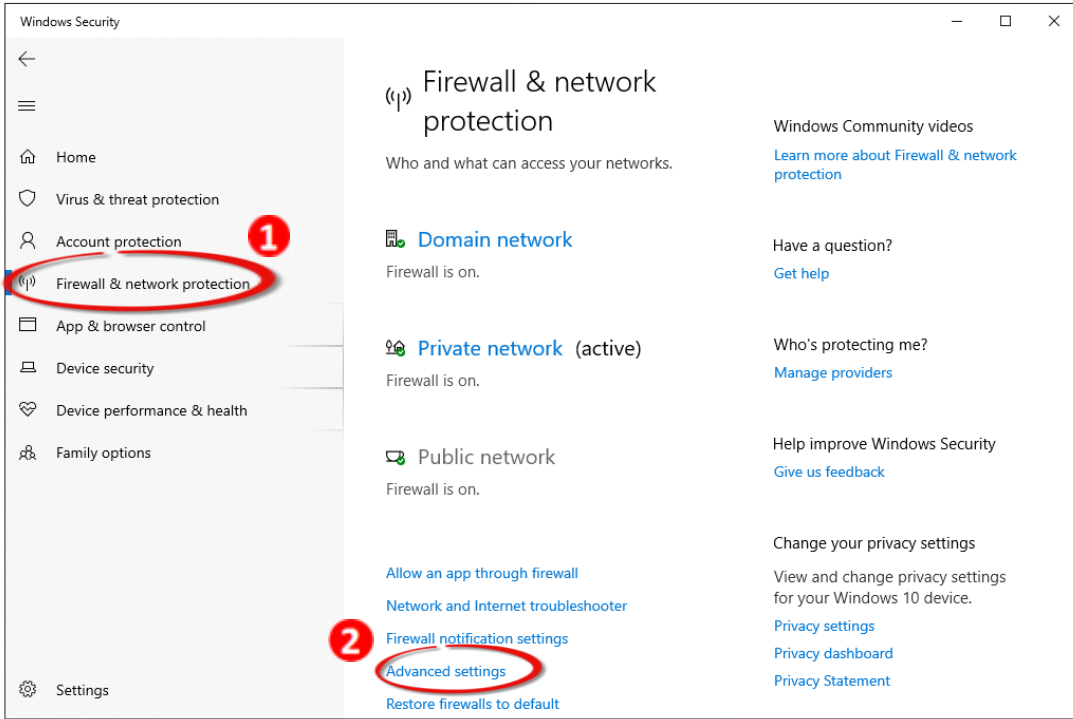 Windows Security
Home
Virus & threat protection
Account protection
1
Firewall & network protection
App & browser control
Device security
Device performance & health
Family options
Settings
Firewall & network
protection
Who and what can access your networks.
Domain network
Firewall is on.
Private network (active)
Firewall is on.
Public network
Firewall is on.
Allow an app through firewall
Network and Internet troubleshooter
Firewall notification settings
2
Advanced settings
Restore firewalls to default
Windows Community videos
Learn more about Firewall & network
protection
Have a question?
Get help
Who's protecting me?
Manage providers
Help improve Windows Security
Give us feedback
Change your privacy settings
View and change privacy settings
for your Windows 10 device.
Privacy settings
Privacy dashboard
Privacy Statement